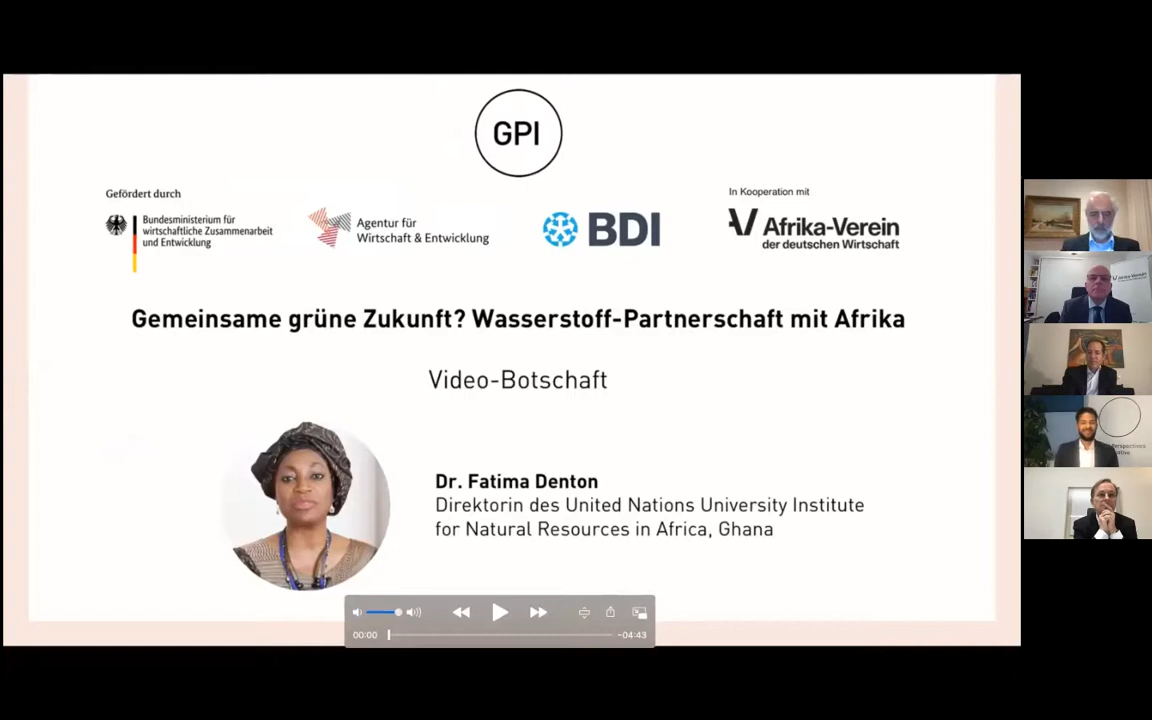 GPI
Gefördert durch
Bundesministerium für
wirtschaftliche Zusammenarbeit
und Entwicklung
Agentur für
Wirtschaft & Entwicklung
BDI
In Kooperation mit
Afrika-Verein
der deutschen Wirtschaft
Gemeinsame grüne Zukunft? Wasserstoff-Partnerschaft mit Afrika
Video-Botschaft
Dr. Fatima Denton
Direktorin des United Nations University Institute
for Natural Resources in Africa, Ghana
00:00
-04:43
Afrika-Verein